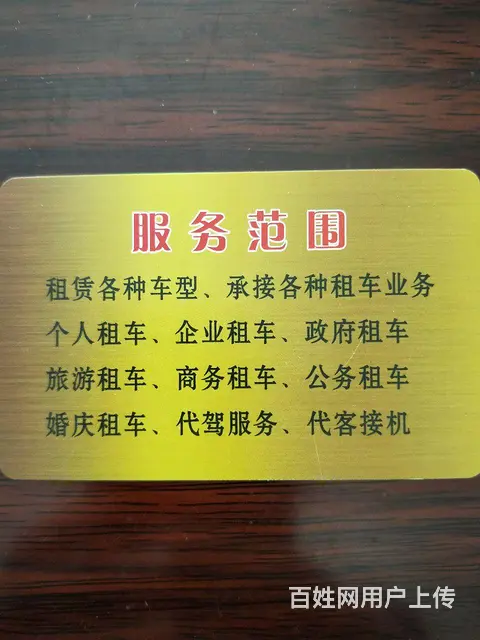 服务范围
租赁各种车型、承接各种租车业务
个人租车、企业租车、政府租车
旅游租车、商务租车、公务租车
婚庆租车、代驾服务、代客接机
百姓网用户上传